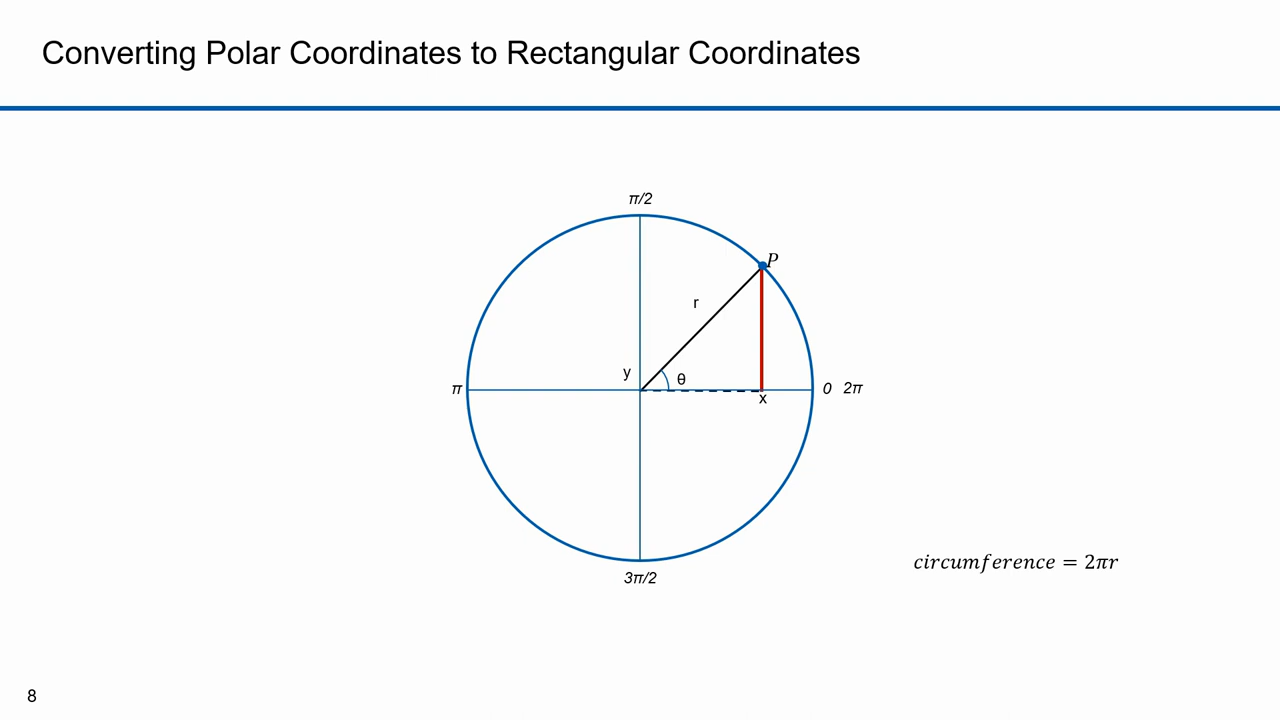 Converting Polar Coordinates to Rectangular Coordinates
π/2
P
r
y
θ
π
0 2π
x
circumference = 2πr
3π/2
8